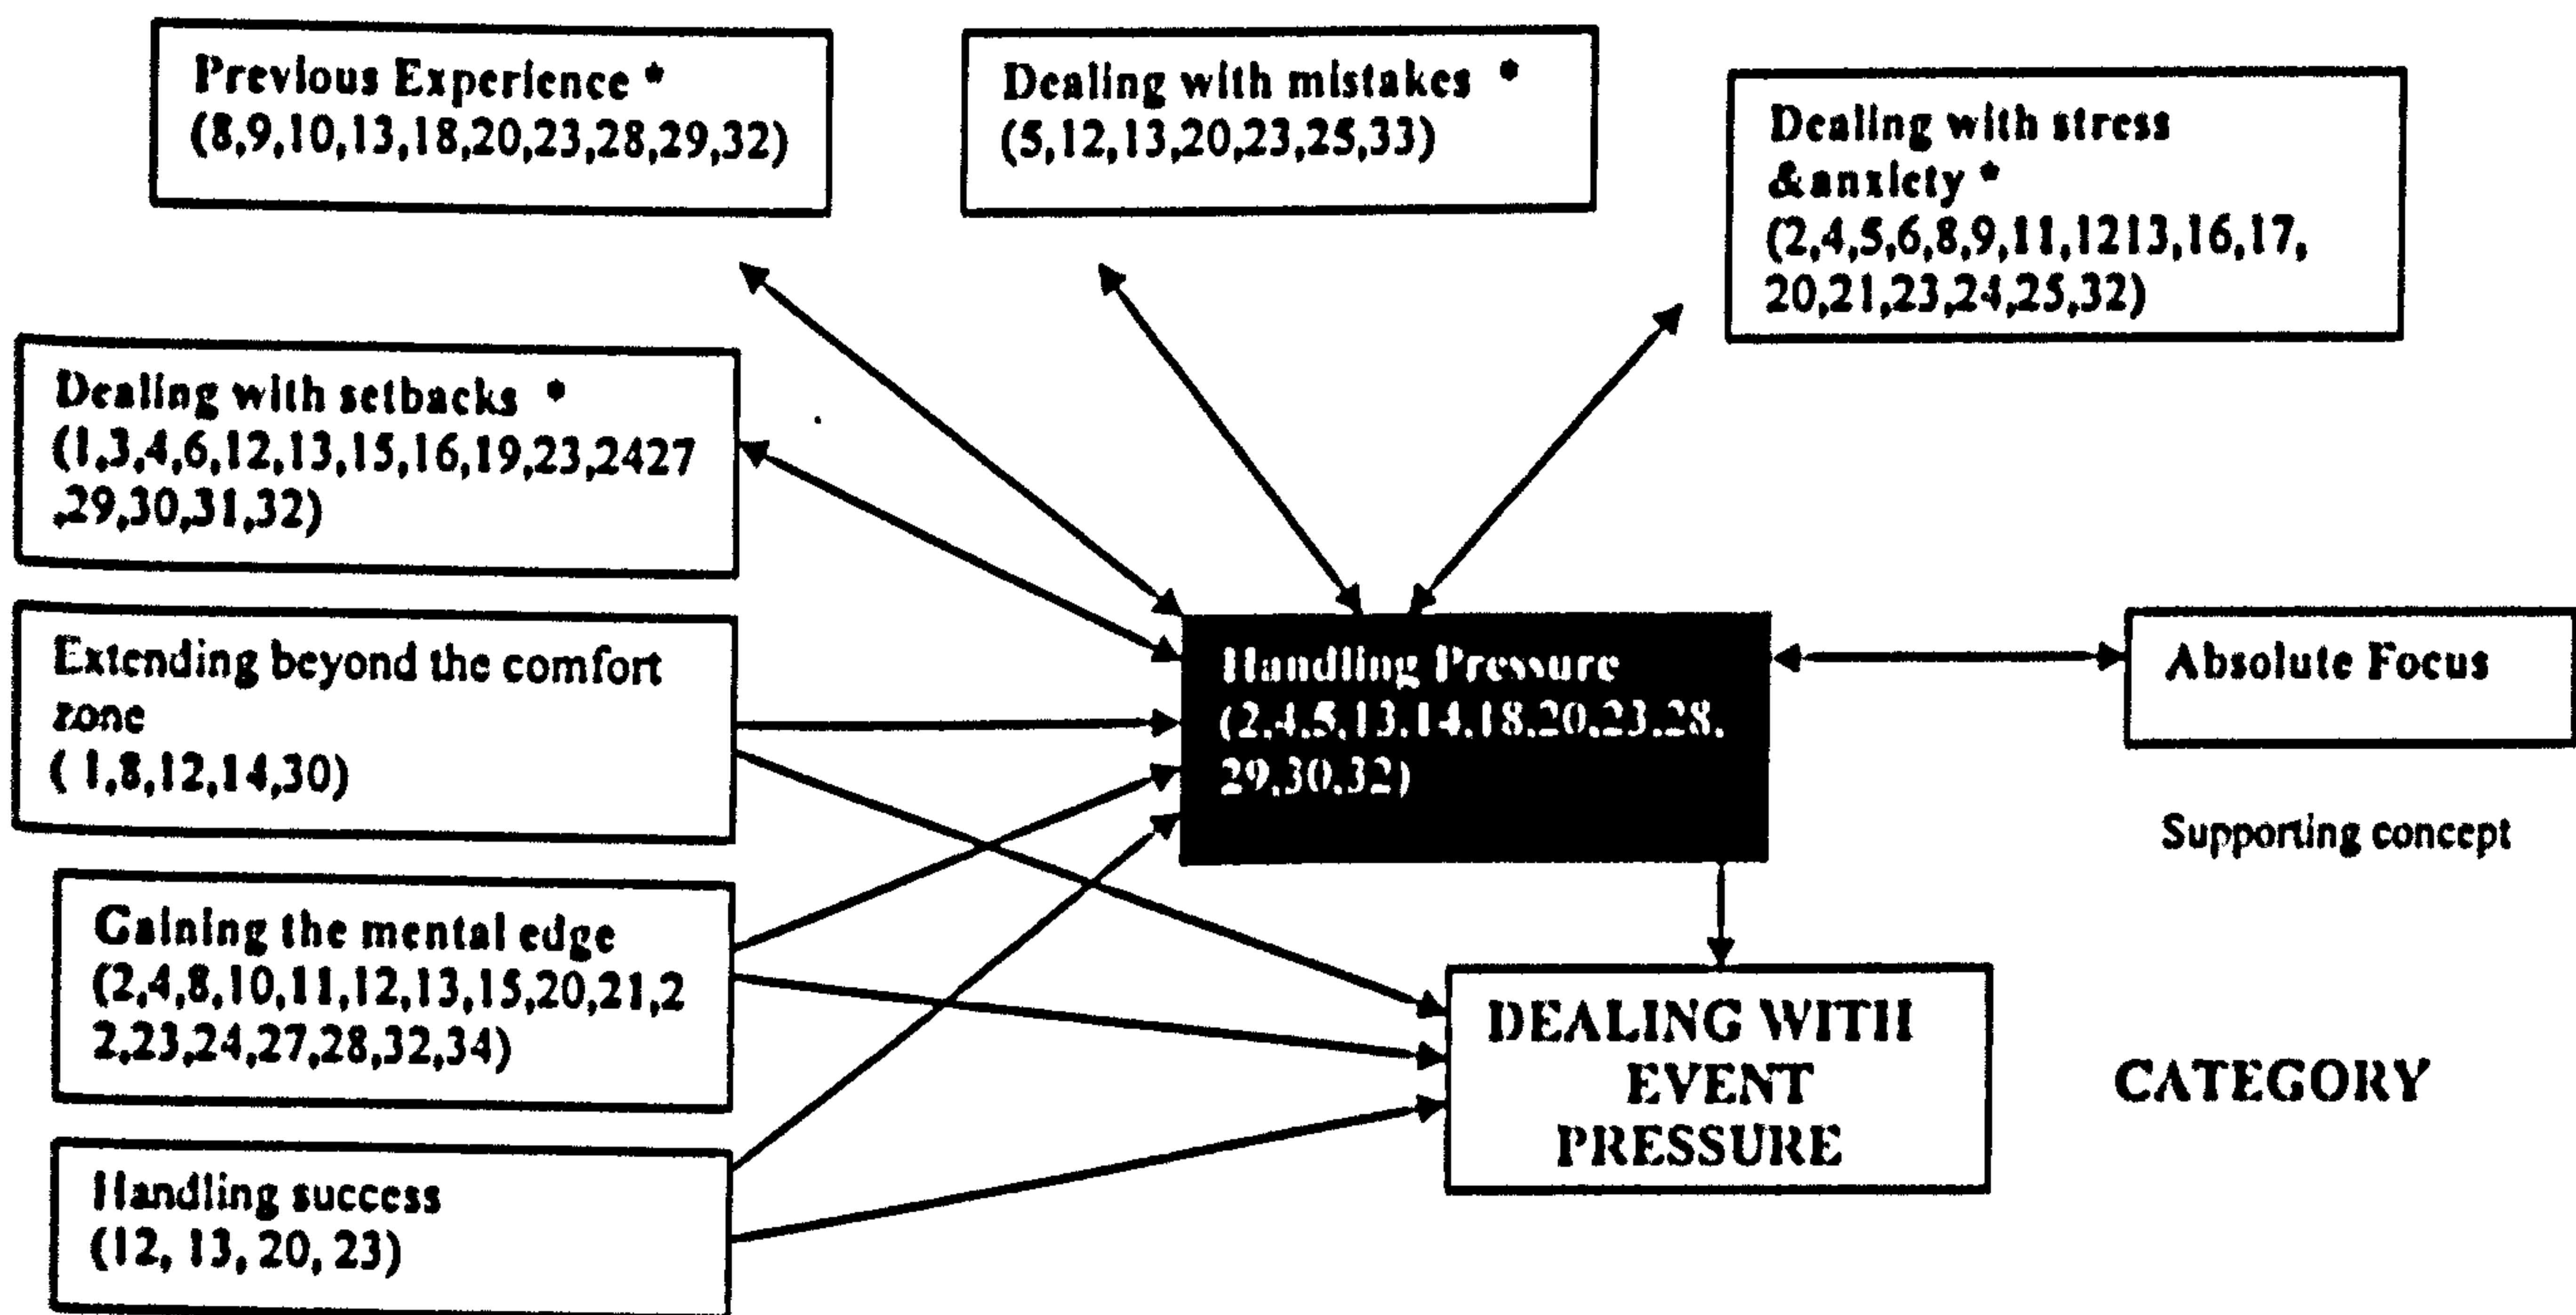 Previous Experience *
(8,9,10,13,18,20,23,28,29,32)
Dealing with mistakes *
(5,12,13,20,23,25,33)
Dealing with stress
&anxiety *
(2,4,5,6,8,9,11,1213,16,17,
20,21,23,24,25,32)
Dealing with setbacks *
(1,3,4,6,12,13,15,16,19,23,2427
,29,30,31,32)
Extending beyond the comfort
zone
( 1,8,12,14,30)
Handling Pressure
(2,4,5,13,14,18,20,23,28,
29,30,32)
Absolute Focus
Supporting concept
Gaining the mental edge
(2,4,8,10,11,12,13,15,20,21,2
2,23,24,27,28,32,34)
DEALING WITH
EVENT
PRESSURE
CATEGORY
Handling success
(12, 13, 20, 23)